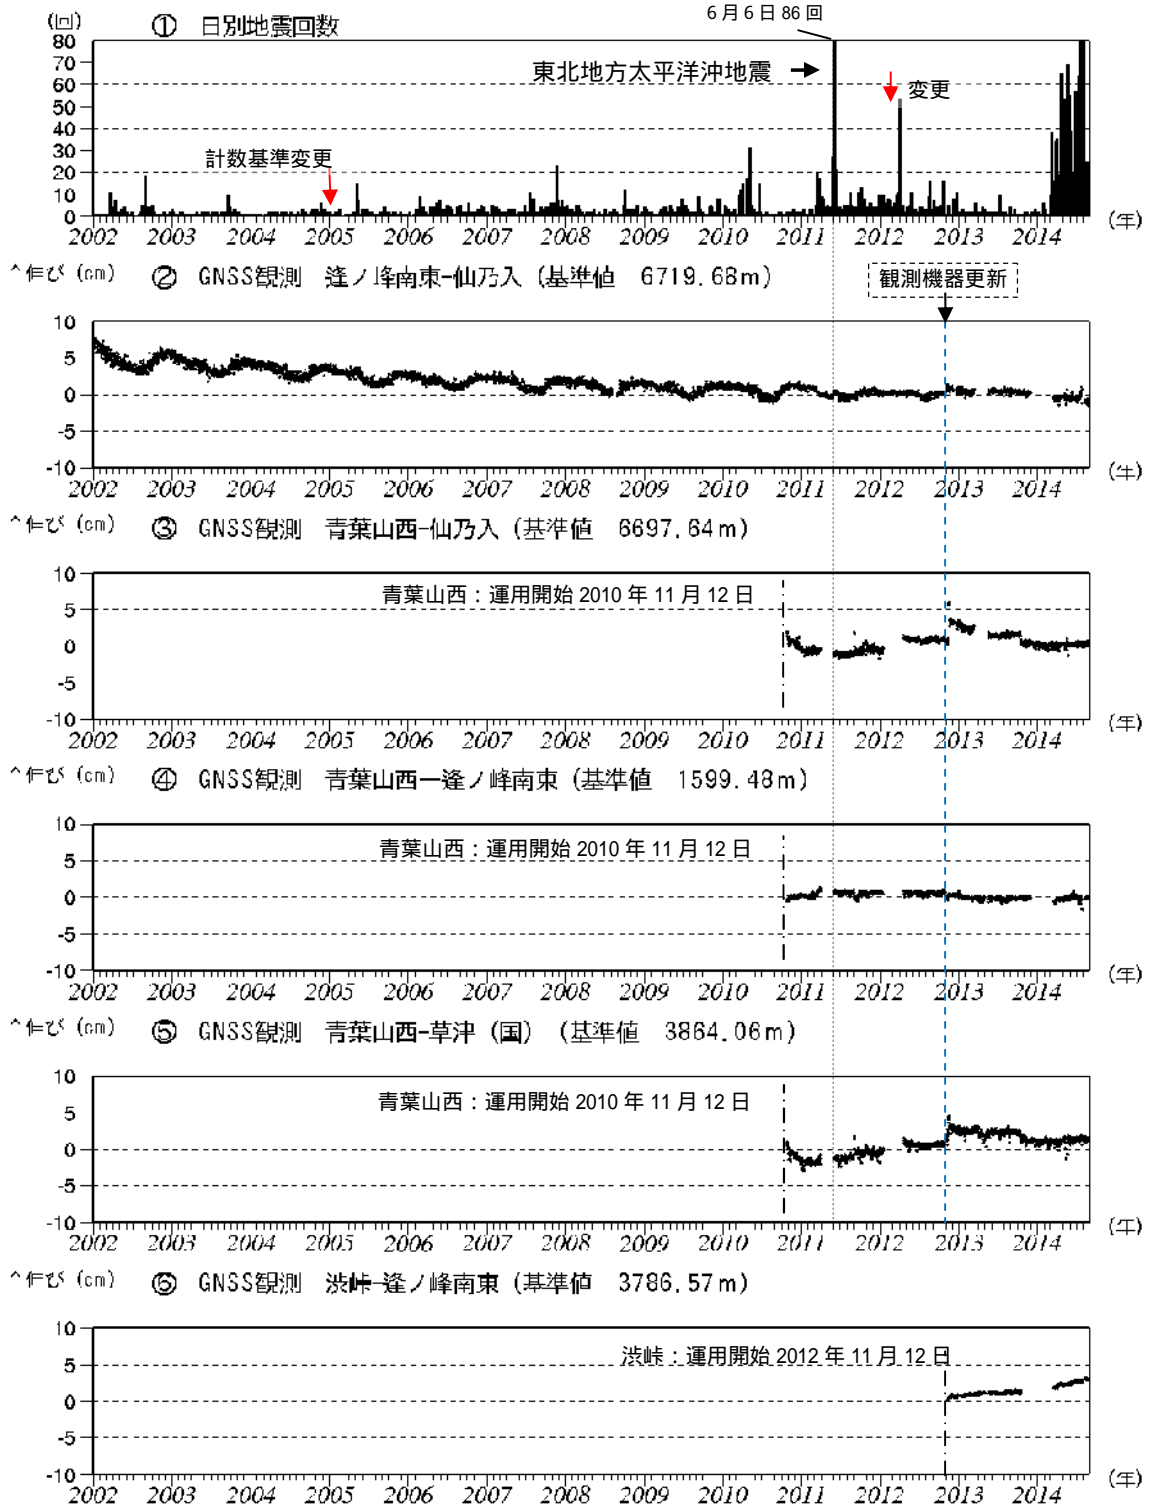 (回) ① 日別地震回数
6月6日86回
東北地方太平洋沖地震
変更
計数基準変更
80
70
60
50
40
30
20
10
0
2002 2003 2004 2005 2006 2007 2008 2009 2010 2011 2012 2013 2014 (年)
^伸び (cm) ② GNSS観測 逢ノ峰南東-仙乃入 (基準値 6719.68m)
観測機器更新
10
5
0
-5
-10
2002 2003 2004 2005 2006 2007 2008 2009 2010 2011 2012 2013 2014 (年)
^伸び (cm) ③ GNSS観測 青葉山西-仙乃入 (基準値 6697.64m)
青葉山西：運用開始 2010年11月12日
10
5
0
-5
-10
2002 2003 2004 2005 2006 2007 2008 2009 2010 2011 2012 2013 2014 (年)
^伸び (cm) ④ GNSS観測 青葉山西ー逢ノ峰南東 (基準値 1599.48m)
青葉山西：運用開始 2010年11月12日
10
5
0
-5
-10
2002 2003 2004 2005 2006 2007 2008 2009 2010 2011 2012 2013 2014 (年)
^伸び (cm) ⑤ GNSS観測 青葉山西-草津 (国) (基準値 3864.06m)
青葉山西：運用開始 2010年11月12日
10
5
0
-5
-10
2002 2003 2004 2005 2006 2007 2008 2009 2010 2011 2012 2013 2014 (年)
^伸び (cm) ⑥ GNSS観測 渋峠-逢ノ峰南東 (基準値 3786.57m)
渋峠：運用開始 2012年11月12日
10
5
0
-5
-10
2002 2003 2004 2005 2006 2007 2008 2009 2010 2011 2012 2013 2014 (年)